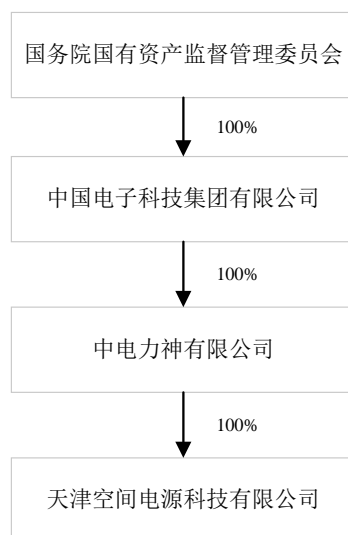 国务院国有资产监督管理委员会
100%
中国电子科技集团有限公司
100%
中电力神有限公司
100%
天津空间电源科技有限公司